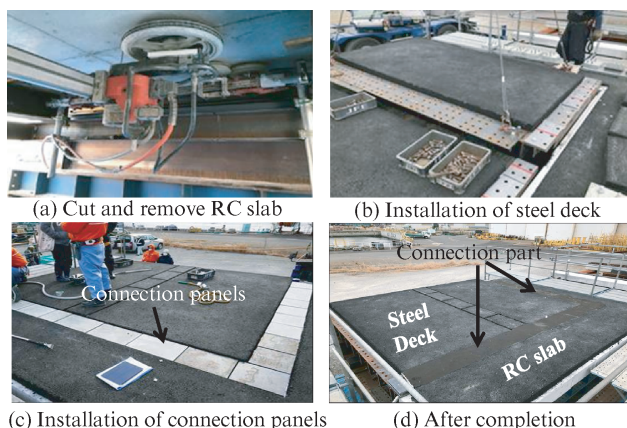 (a) Cut and remove RC slab
(b) Installation of steel deck
Connection panels
Connection part
Steel
Deck
RC slab
(c) Installation of connection panels
(d) After completion